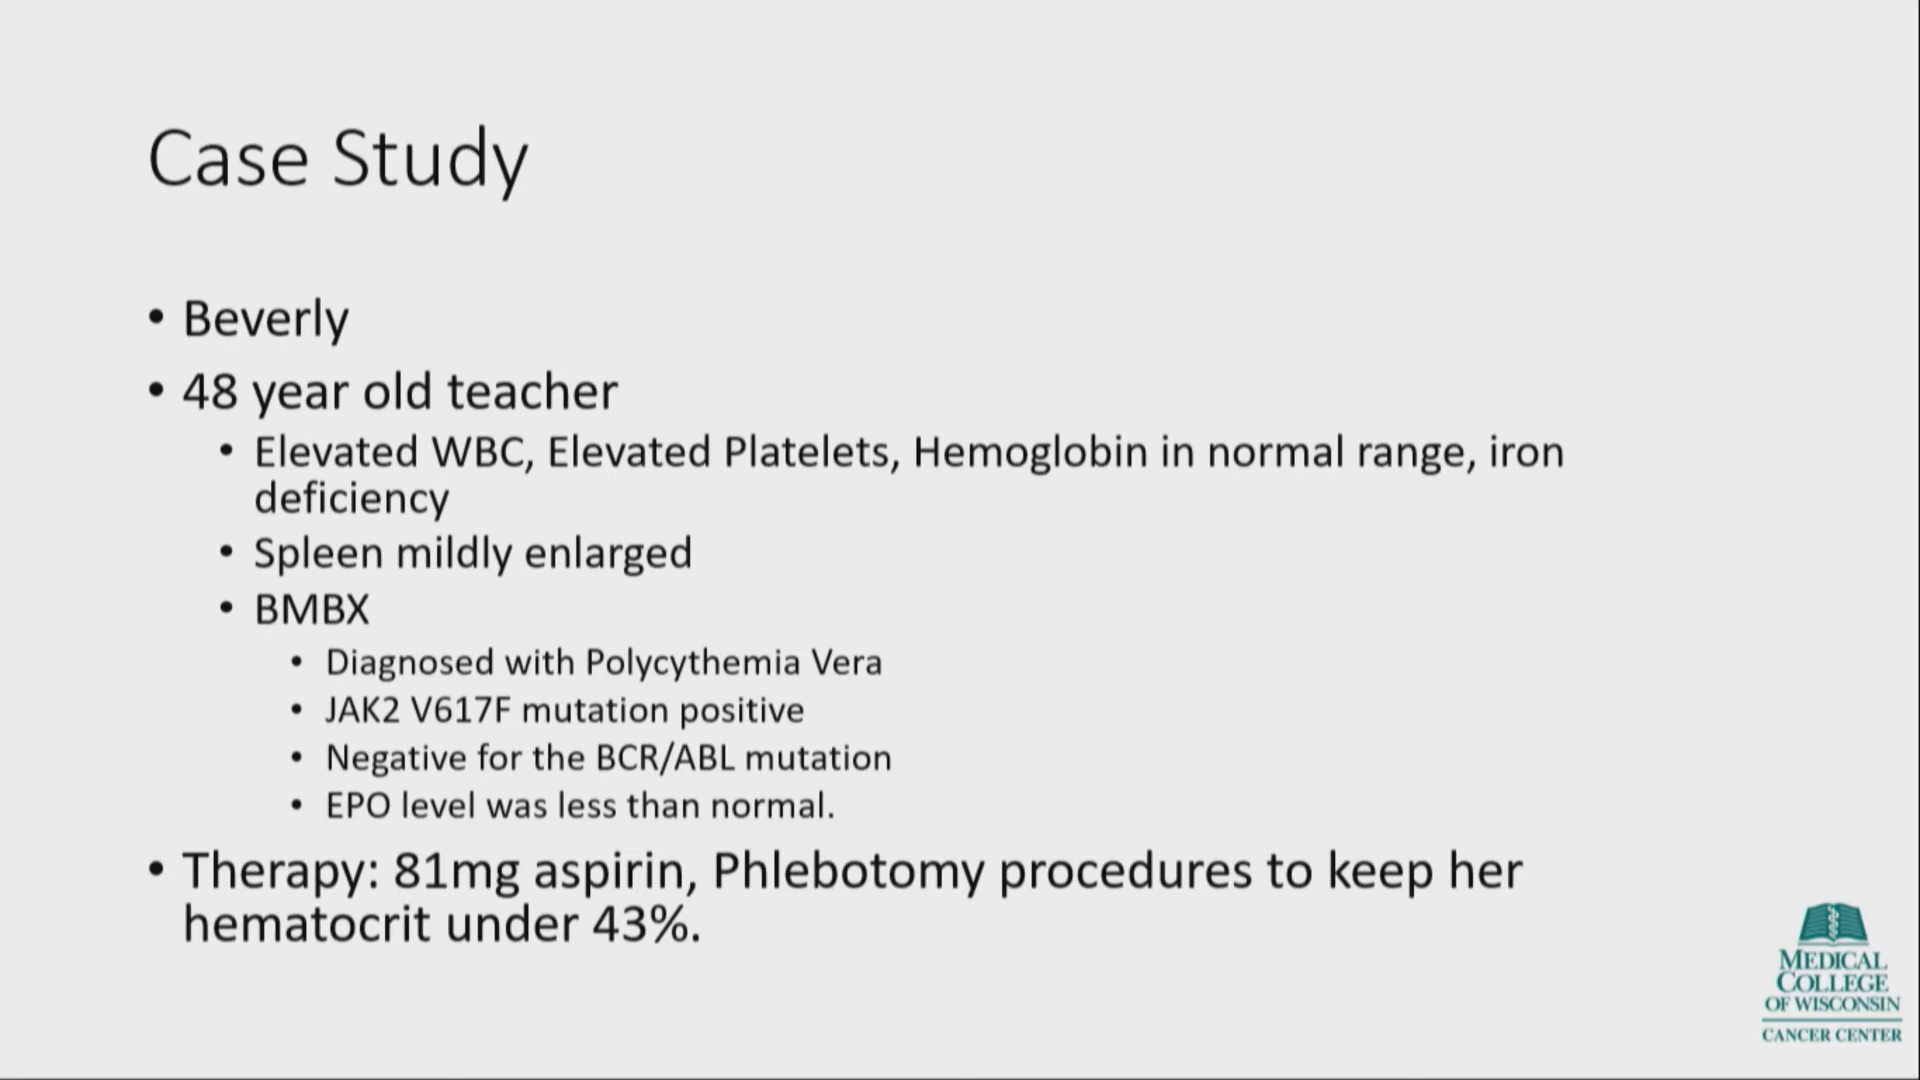 Case Study
• Beverly
• 48 year old teacher
• Elevated WBC, Elevated Platelets, Hemoglobin in normal range, iron
deficiency
• Spleen mildly enlarged
• BMBX
• Diagnosed with Polycythemia Vera
• JAK2 V617F mutation positive
• Negative for the BCR/ABL mutation
• EPO level was less than normal.
• Therapy: 81mg aspirin, Phlebotomy procedures to keep her
hematocrit under 43%.
MEDICAL
COLLEGE
OF WISCONSIN
CANCER CENTER